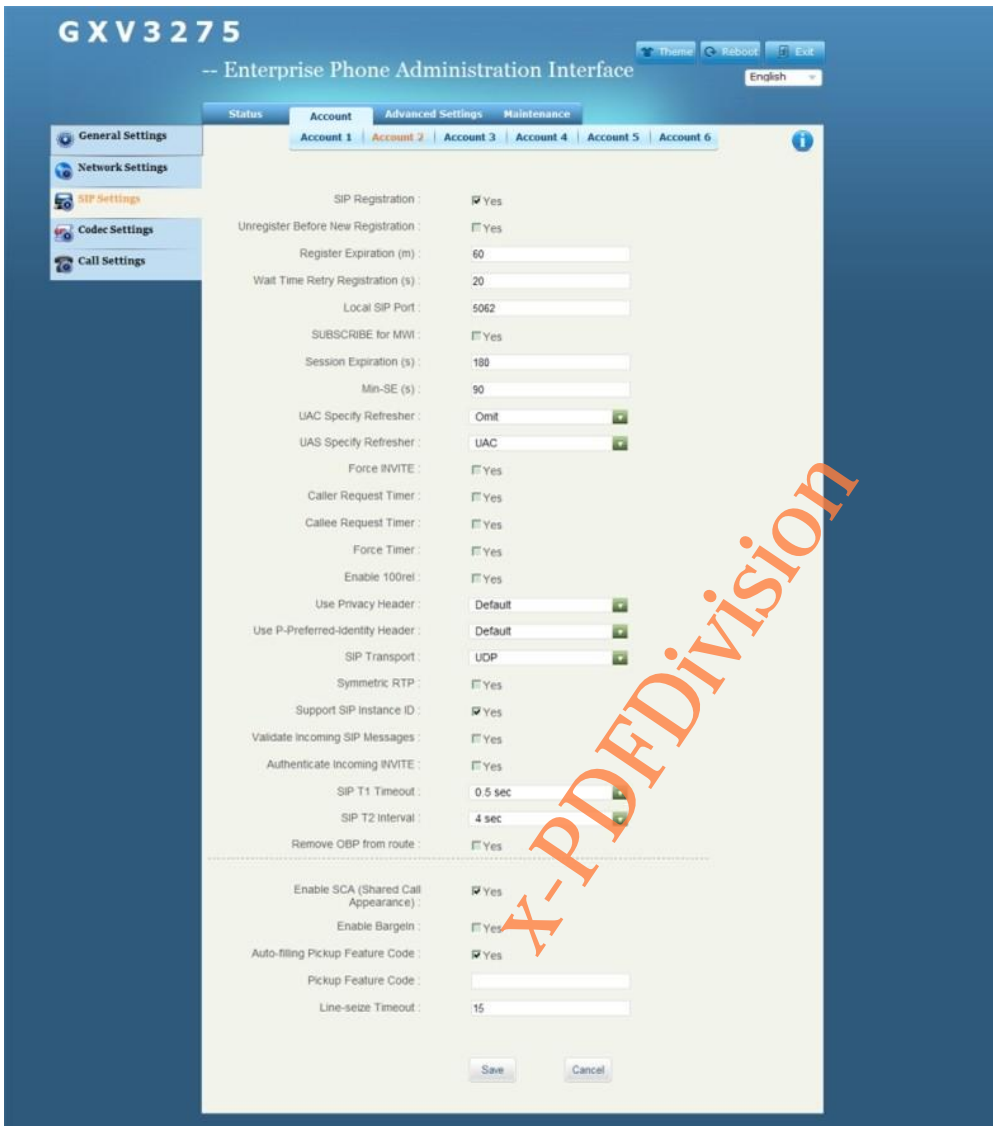 GXV3275
-- Enterprise Phone Administration Interface
Theme Reboot Exit
English
Status Account Advanced Settings Maintenance
Account 1 Account 2 Account 3 Account 4 Account 5 Account 6
General Settings
Network Settings
SIP Settings
Codec Settings
Call Settings
SIP Registration : Yes
Unregister Before New Registration : Yes
Register Expiration (m) : 60
Wait Time Retry Registration (s) : 20
Local SIP Port : 5062
SUBSCRIBE for MWI : Yes
Session Expiration (s) : 180
Min-SE (s) : 90
UAC Specify Refresher : Omit
UAS Specify Refresher : UAC
Force INVITE : Yes
Caller Request Timer : Yes
Callee Request Timer : Yes
Force Timer : Yes
Enable 100rel : Yes
Use Privacy Header : Default
Use P-Preferred-Identity Header : Default
SIP Transport : UDP
Symmetric RTP : Yes
Support SIP Instance ID : Yes
Validate Incoming SIP Messages : Yes
Authenticate Incoming INVITE : Yes
SIP T1 Timeout : 0.5 sec
SIP T2 Interval : 4 sec
Remove OBP from route : Yes
Enable SCA (Shared Call
Appearance) : Yes
Enable BargeIn : Yes
Auto-filling Pickup Feature Code : Yes
Pickup Feature Code :
Line-seize Timeout : 15
Save Cancel
x-PDFDivision